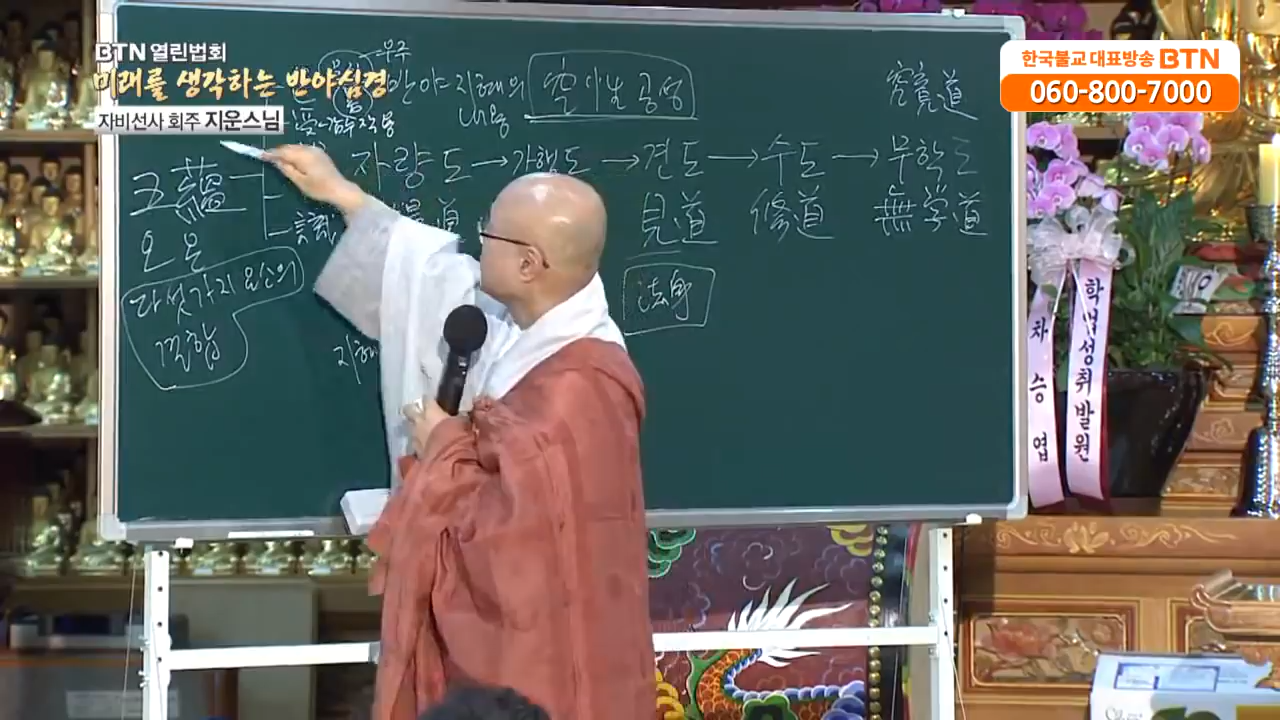 BTN 열린법회
미래를 생각하는 반야심경
자비선사 회주 지운스님
한국불교 대표방송 BTN
060-800-7000
우주
반야 지혜의 공성
내용
究竟道
受
자량도→가행도→견도→수도→무학도
五蘊
識 道 見道 修道 無学道
오온
다섯가지 요소의
결합
法身
지혜
학업성취발원
차승엽